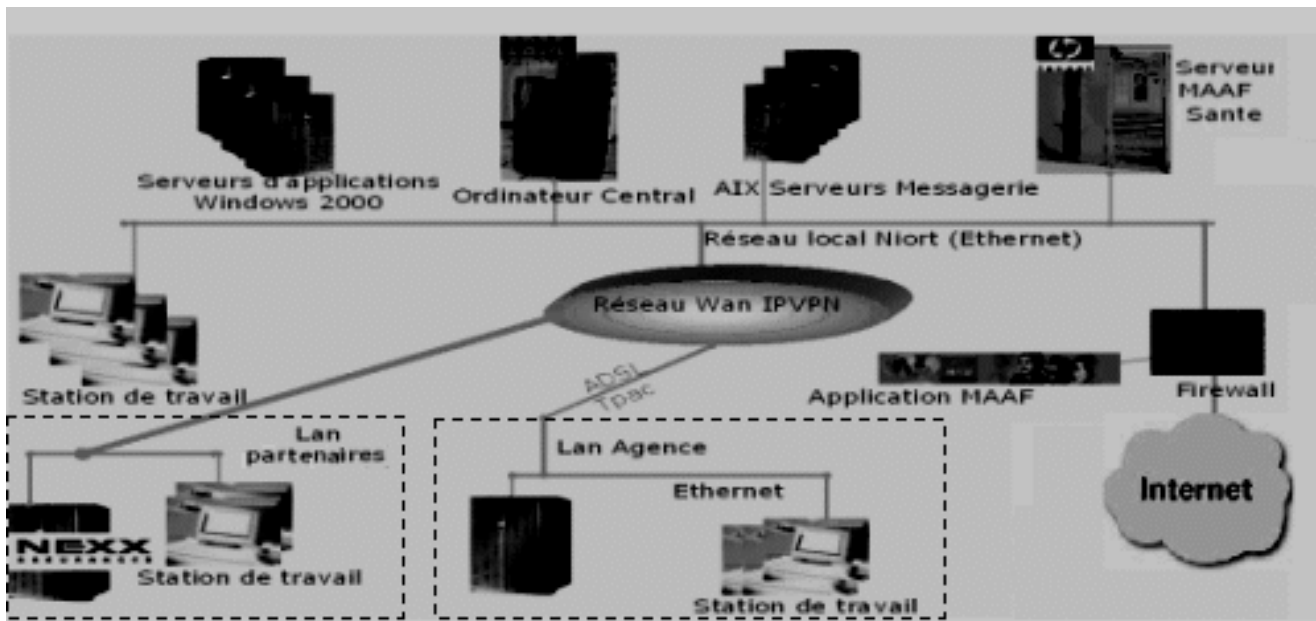 hp
Serveur
MAAF
Sante
Serveurs d'applications
Windows 2000
Ordinateur Central
AIX Serveurs Messagerie
Réseau local Niort (Ethernet)
Réseau Wan IPVPN
Station de travail
ADSL
Tpac
Application MAAF
Firewall
Lan
partenaires
Lan Agence
Ethernet
Internet
NEXX
ASSURANCES
Station de travail
Station de travail